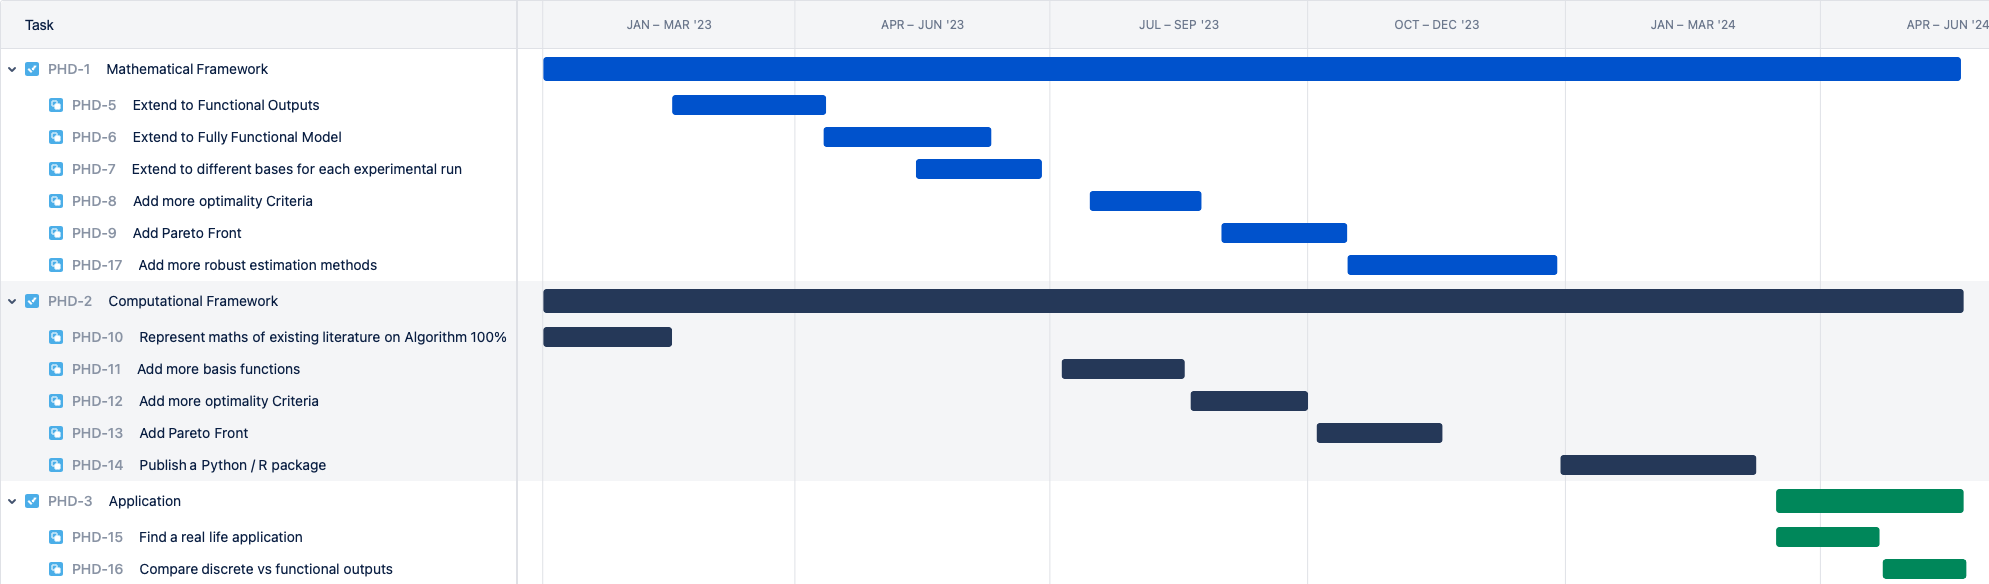 Task JAN – MAR '23 APR – JUN '23 JUL – SEP '23 OCT – DEC '23 JAN – MAR '24 APR – JUN '24
PHD-1 Mathematical Framework
PHD-5 Extend to Functional Outputs
PHD-6 Extend to Fully Functional Model
PHD-7 Extend to different bases for each experimental run
PHD-8 Add more optimality Criteria
PHD-9 Add Pareto Front
PHD-17 Add more robust estimation methods
PHD-2 Computational Framework
PHD-10 Represent maths of existing literature on Algorithm 100%
PHD-11 Add more basis functions
PHD-12 Add more optimality Criteria
PHD-13 Add Pareto Front
PHD-14 Publish a Python / R package
PHD-3 Application
PHD-15 Find a real life application
PHD-16 Compare discrete vs functional outputs